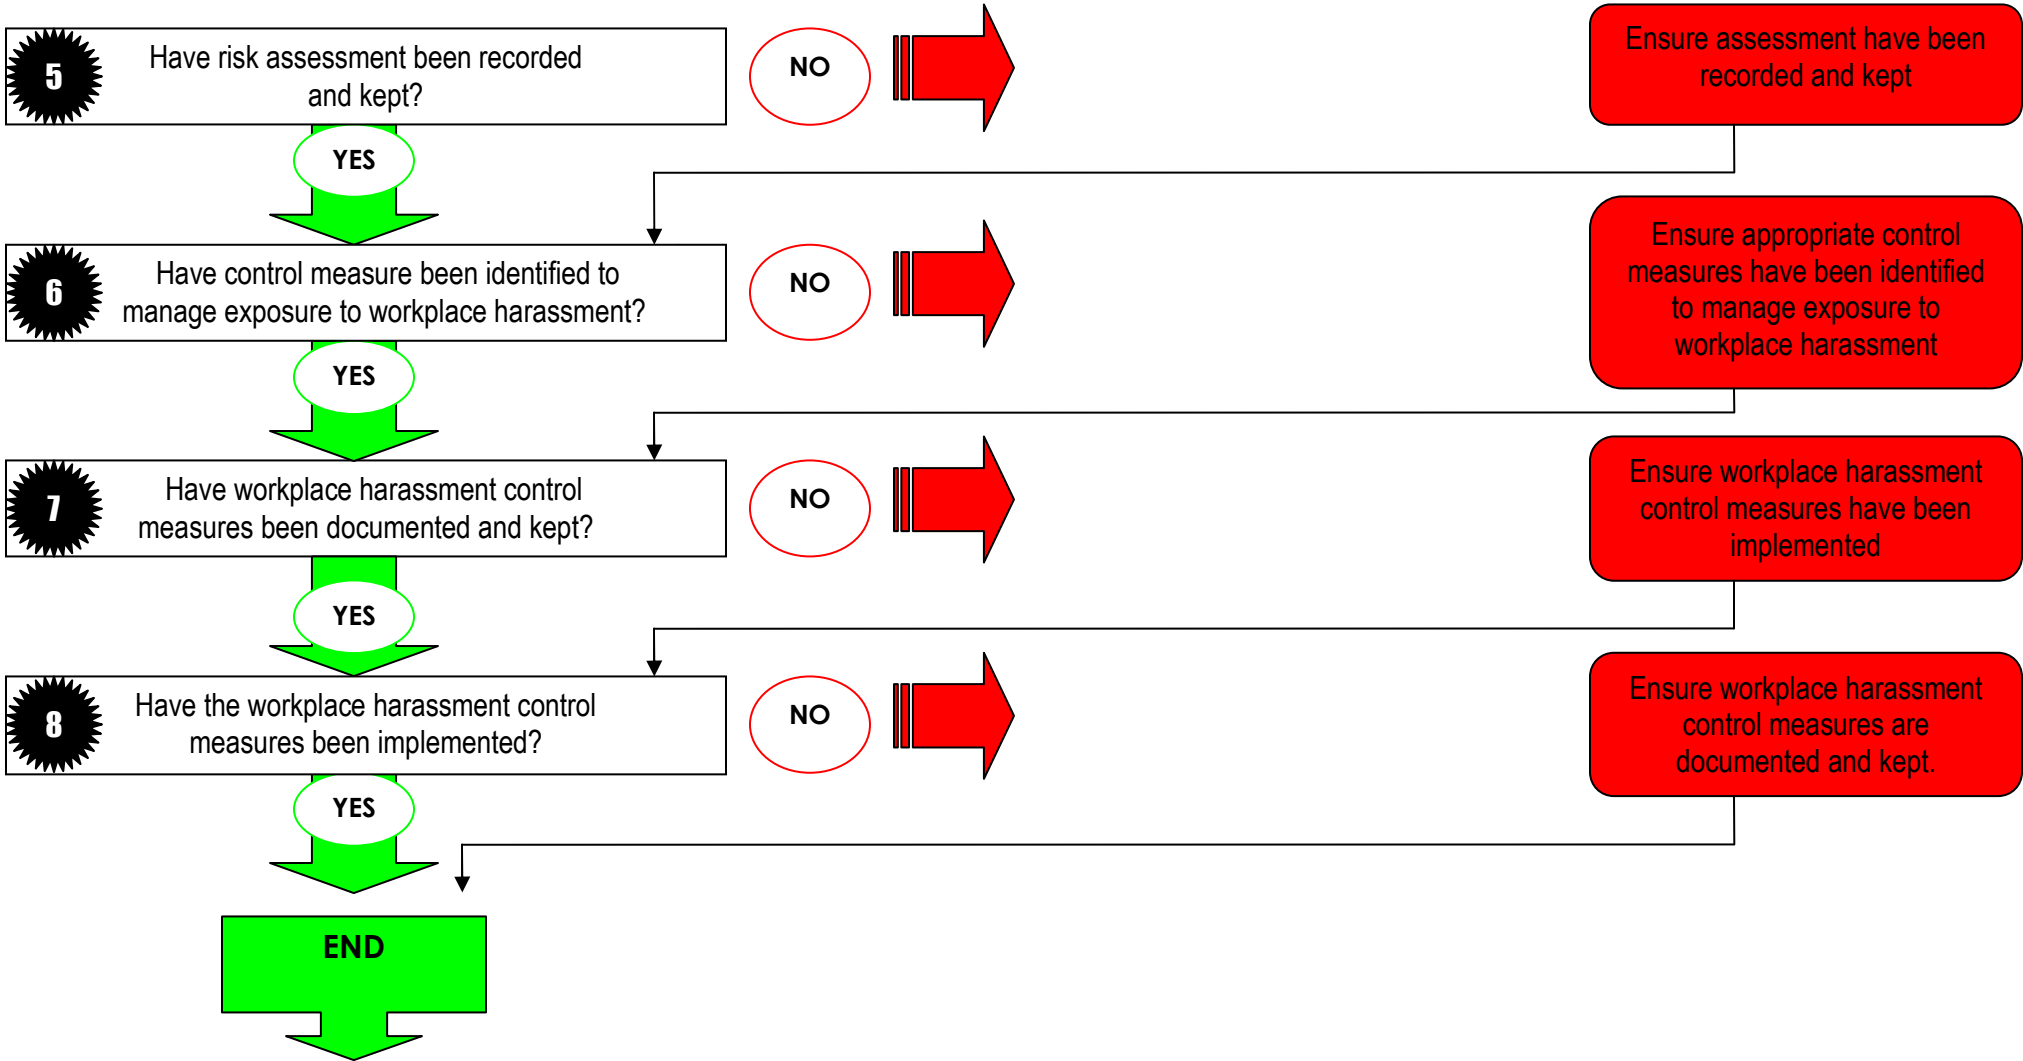 5
Have risk assessment been recorded
and kept?
NO
Ensure assessment have been
recorded and kept
YES
6
Have control measure been identified to
manage exposure to workplace harassment?
NO
Ensure appropriate control
measures have been identified
to manage exposure to
workplace harassment
YES
7
Have workplace harassment control
measures been documented and kept?
NO
Ensure workplace harassment
control measures have been
implemented
YES
8
Have the workplace harassment control
measures been implemented?
NO
Ensure workplace harassment
control measures are
documented and kept.
YES
END